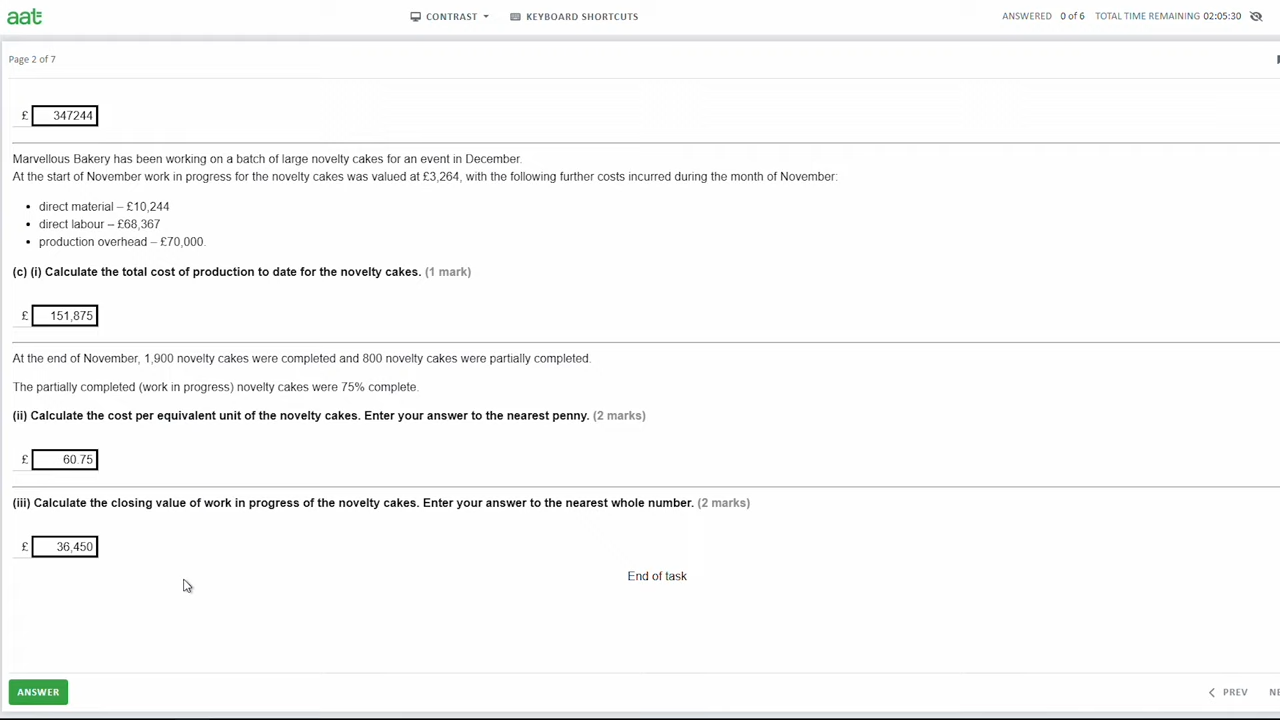 aat
CONTRAST
KEYBOARD SHORTCUTS
ANSWERED 0 of 6 TOTAL TIME REMAINING 02:05:30
Page 2 of 7
£ 347244
Marvellous Bakery has been working on a batch of large novelty cakes for an event in December.
At the start of November work in progress for the novelty cakes was valued at £3,264, with the following further costs incurred during the month of November:
• direct material – £10,244
• direct labour – £68,367
• production overhead – £70,000.
(c) (i) Calculate the total cost of production to date for the novelty cakes. (1 mark)
£ 151,875
At the end of November, 1,900 novelty cakes were completed and 800 novelty cakes were partially completed.
The partially completed (work in progress) novelty cakes were 75% complete.
(ii) Calculate the cost per equivalent unit of the novelty cakes. Enter your answer to the nearest penny. (2 marks)
£ 60.75
(iii) Calculate the closing value of work in progress of the novelty cakes. Enter your answer to the nearest whole number. (2 marks)
£ 36,450
End of task
ANSWER
PREV
NE